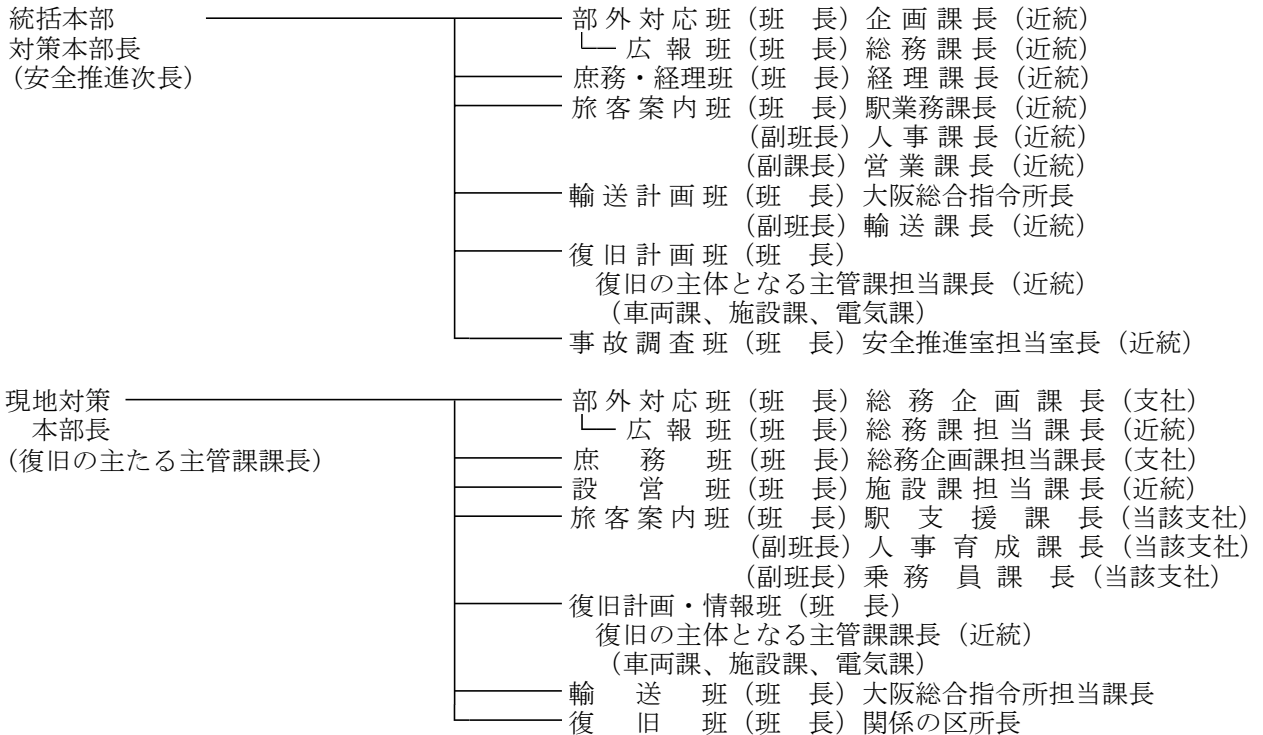 統括本部 部外対応班（班　長）企画課長（近統）
対策本部長 広報班（班　長）総務課長（近統）
（安全推進次長） 庶務・経理班（班　長）経理課長（近統）
旅客案内班（班　長）駅業務課長（近統）
（副班長）人事課長（近統）
（副課長）営業課長（近統）
輸送計画班（班　長）大阪総合指令所長
（副班長）輸送課長（近統）
復旧計画班（班　長）
復旧の主体となる主管課担当課長（近統）
（車両課、施設課、電気課）
事故調査班（班　長）安全推進室担当室長（近統）
現地対策 部外対応班（班　長）総務企画課長（支社）
本部長 広報班（班　長）総務課担当課長（近統）
（復旧の主たる主管課課長） 庶務班（班　長）総務企画課担当課長（支社）
設営班（班　長）施設課担当課長（近統）
旅客案内班（班　長）駅支援課長（当該支社）
（副班長）人事育成課長（当該支社）
（副班長）乗務員課長（当該支社）
復旧計画・情報班（班　長）
復旧の主体となる主管課課長（近統）
（車両課、施設課、電気課）
輸送班（班　長）大阪総合指令所担当課長
復旧班（班　長）関係の区所長